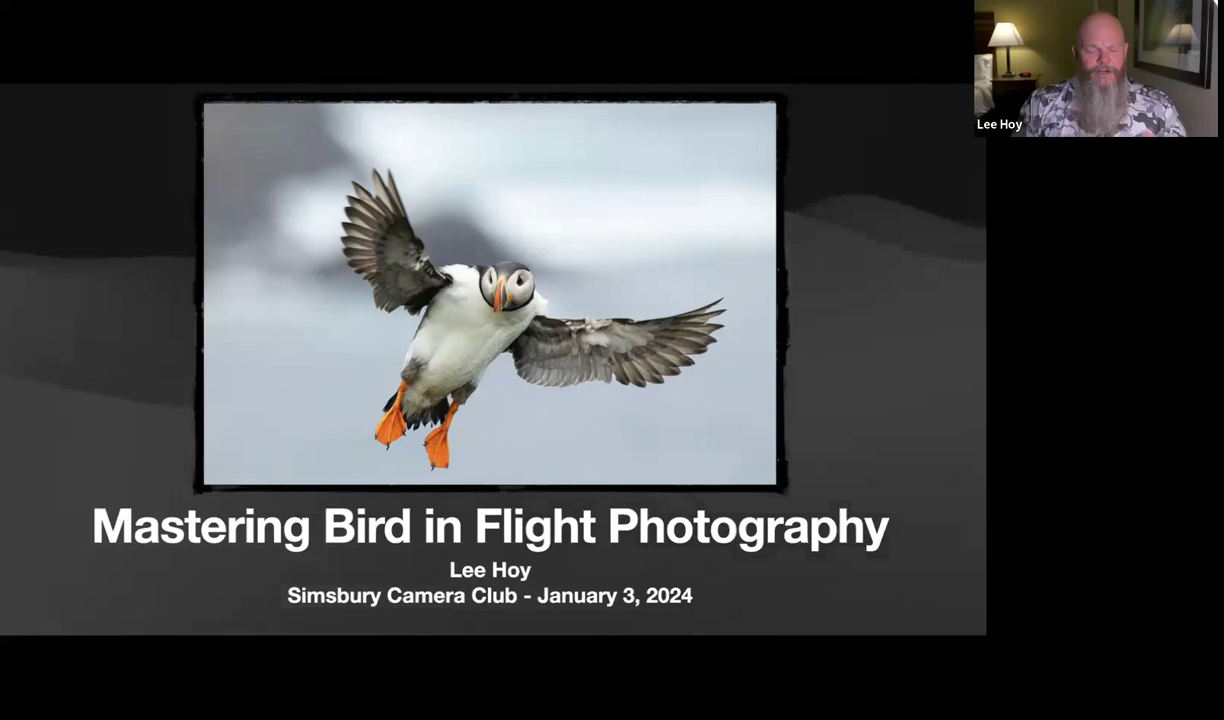 Lee Hoy
Mastering Bird in Flight Photography
Lee Hoy
Simsbury Camera Club - January 3, 2024